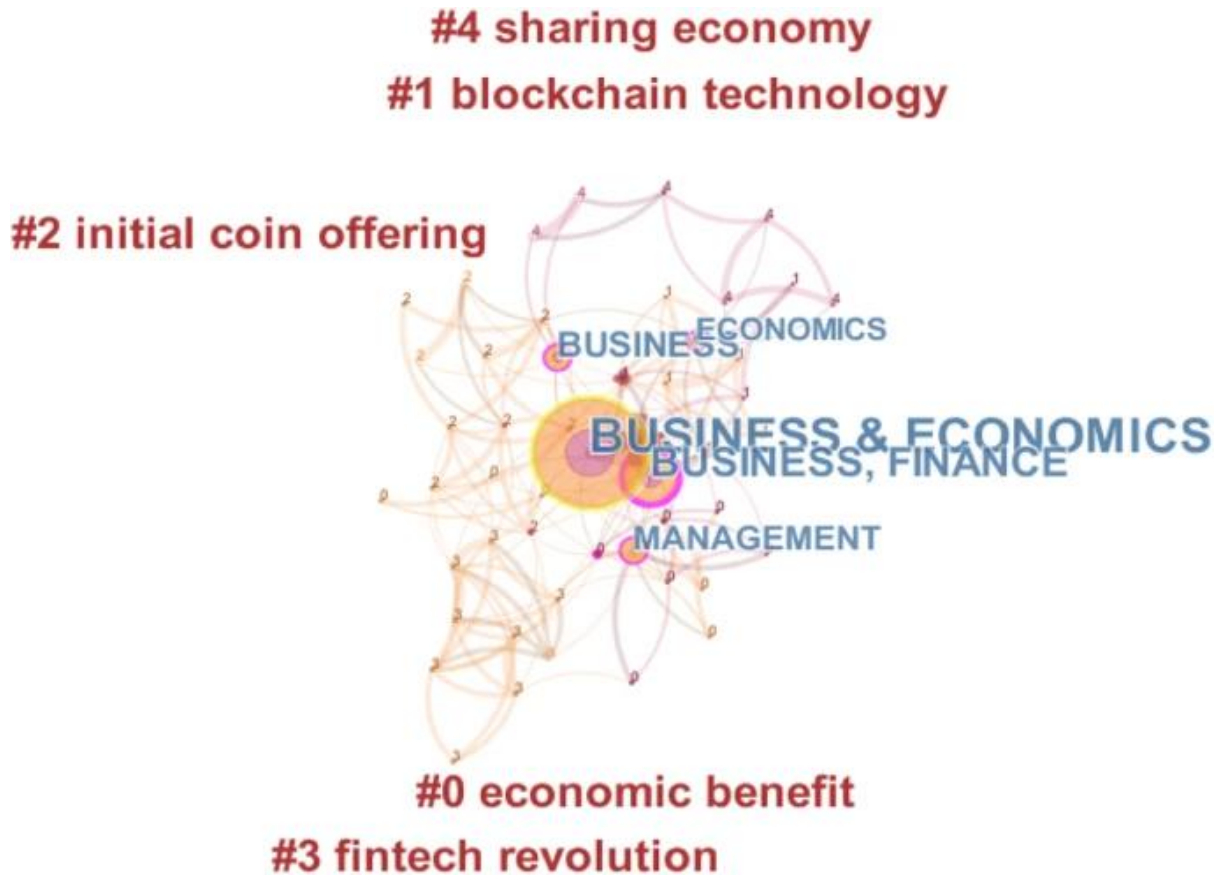 #4 sharing economy
#1 blockchain technology
#2 initial coin offering
ECONOMICS
BUSINESS
BUSINESS & ECONOMICS
BUSINESS, FINANCE
MANAGEMENT
#0 economic benefit
#3 fintech revolution